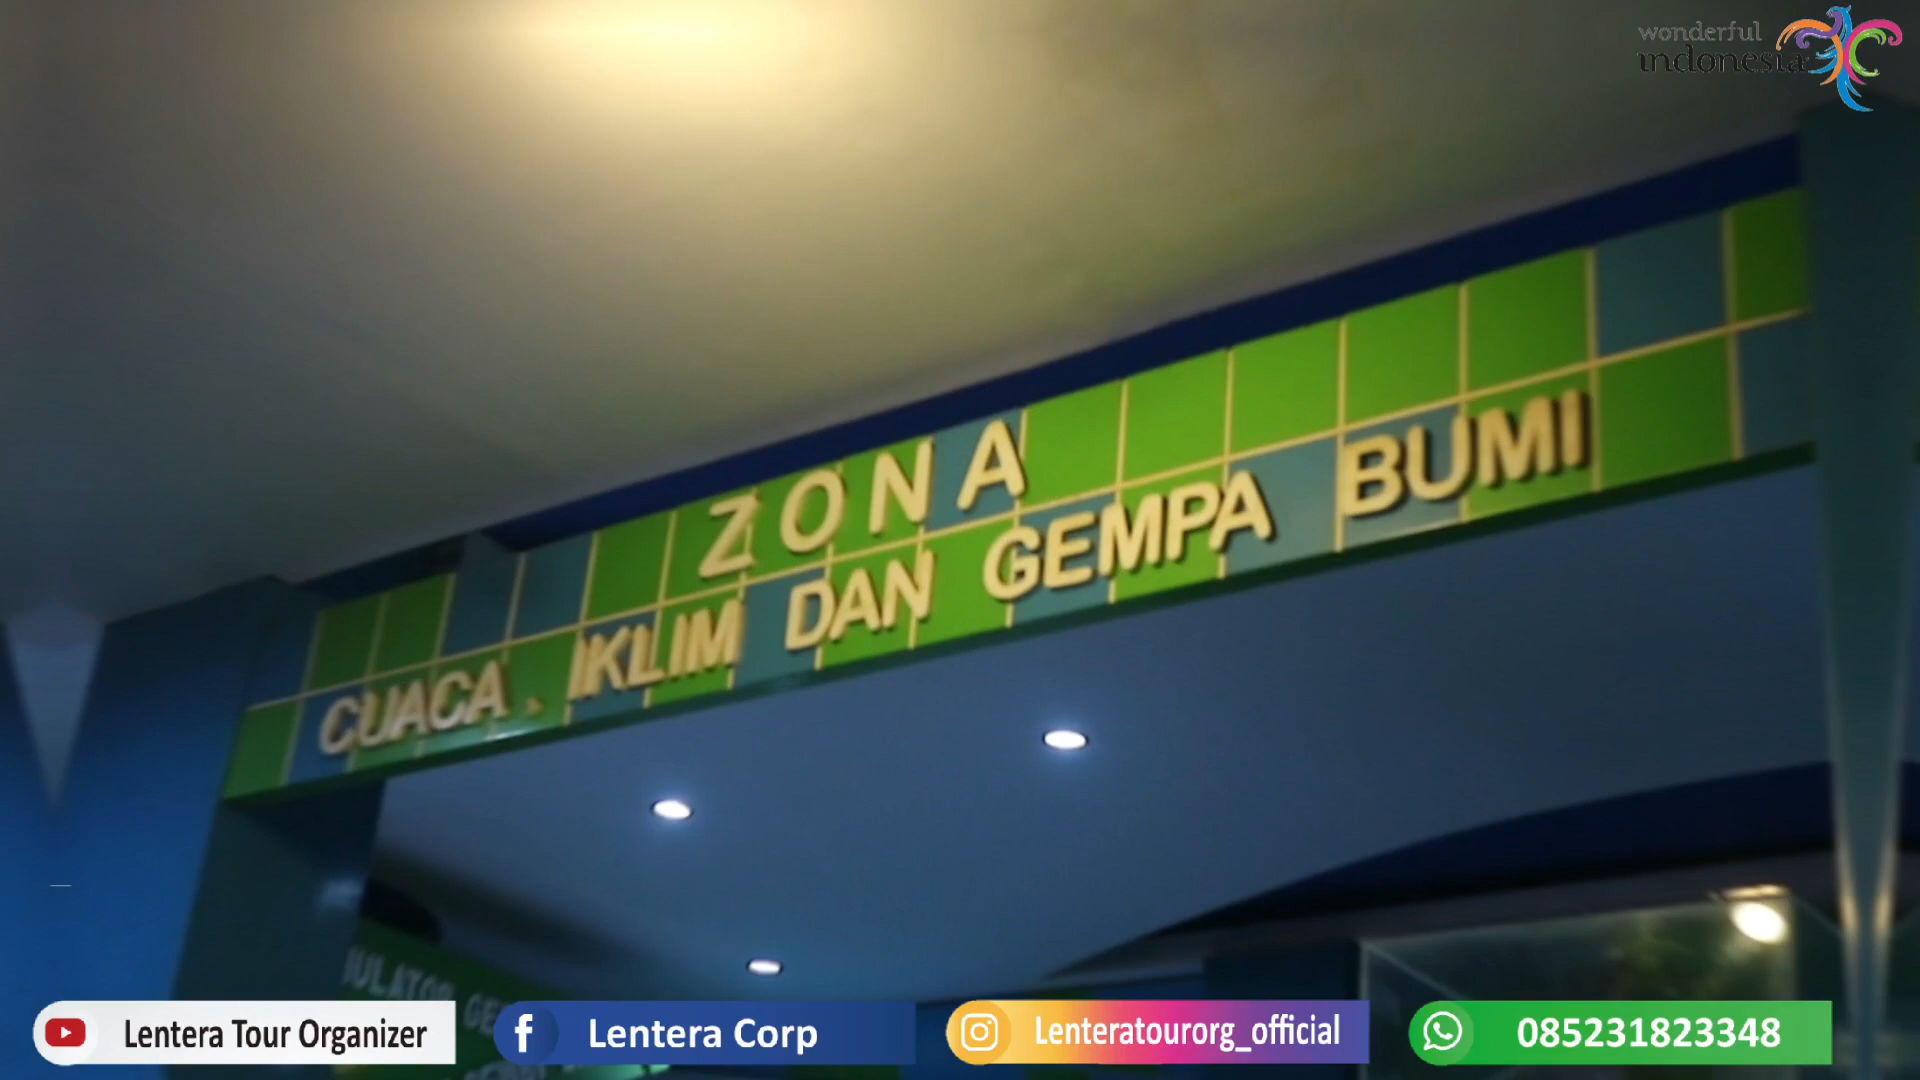 wonderful
indonesia
ZONA
CUACA, IKLIM DAN GEMPA BUMI
Lentera Tour Organizer
Lentera Corp
Lenteratourorg_official
085231823348